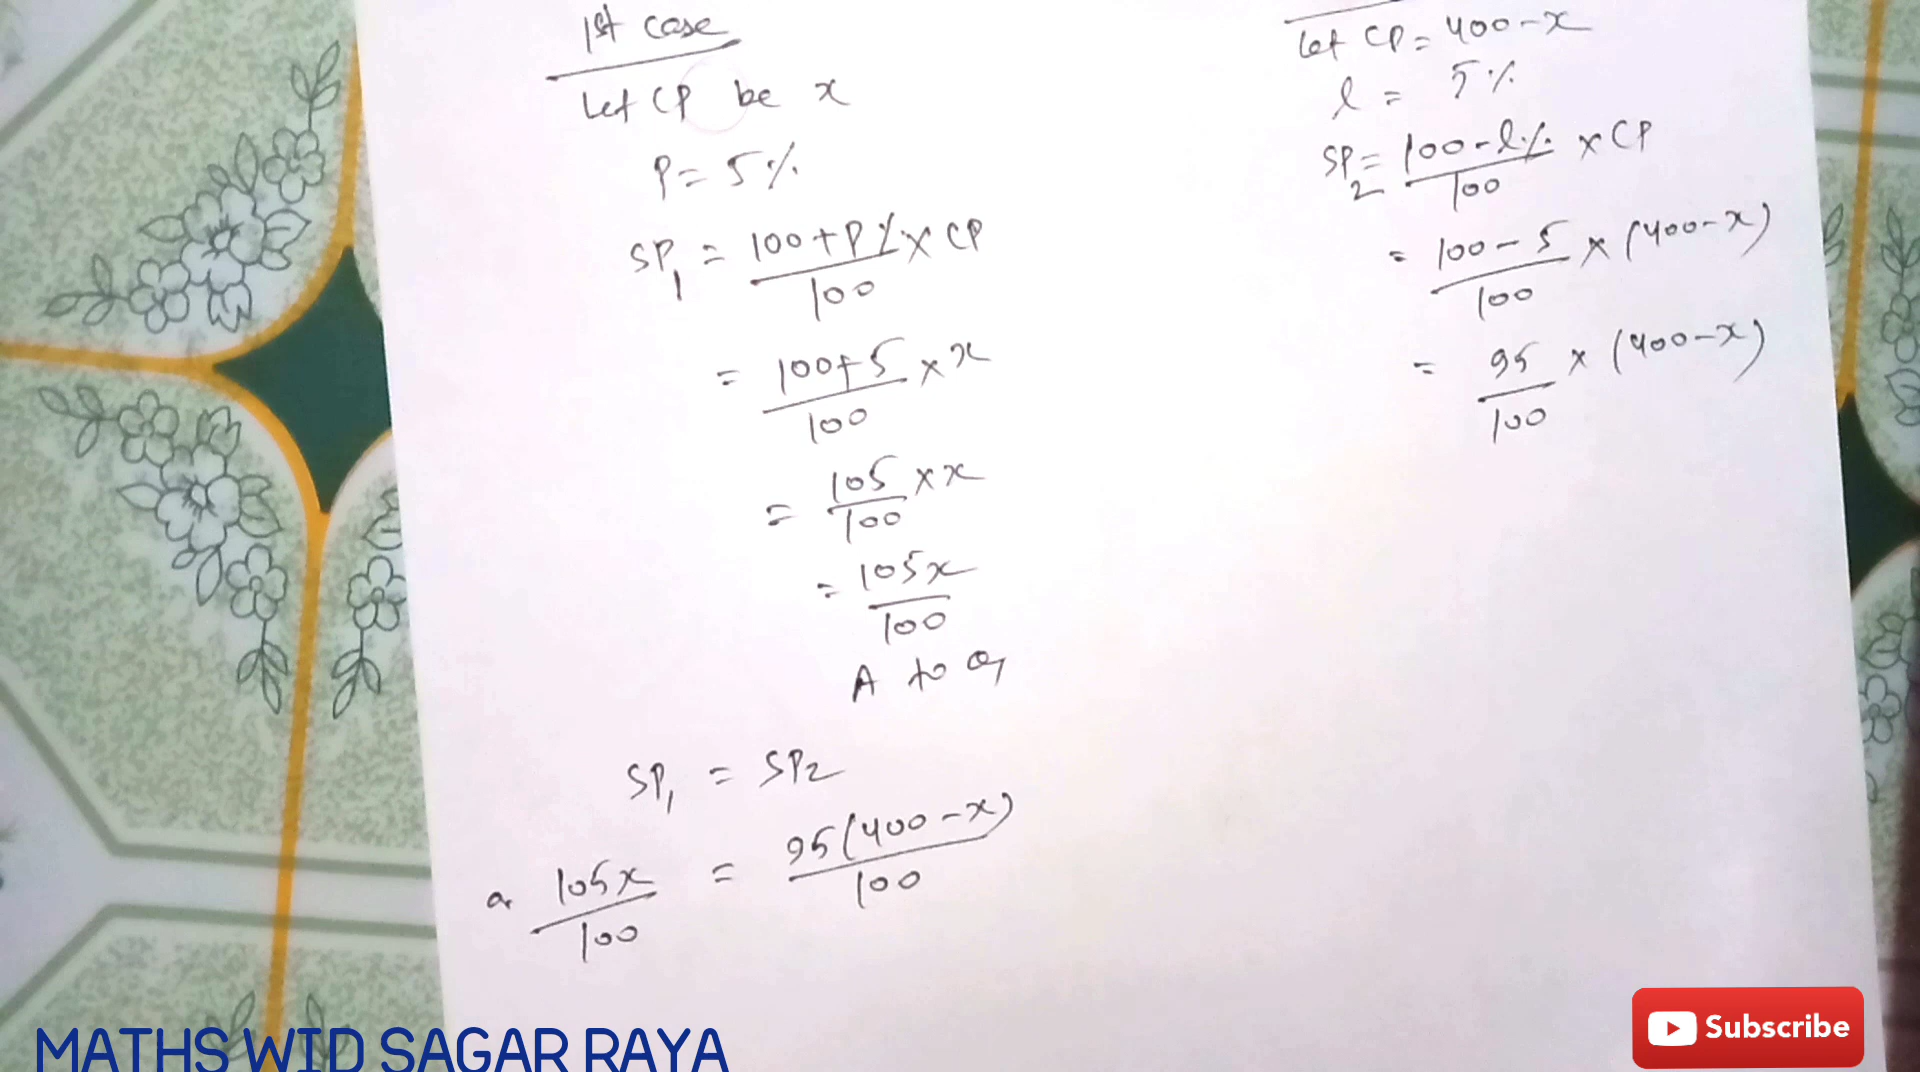 1st case
Let CP be x
P = 5%
SP1 = 100+P%/100 × CP
= 100+5/100 × x
= 105/100 × x
= 105x/100
A to Q
SP1 = SP2
or 105x/100 = 95(400-x)/100
Let CP = 400-x
l = 5%
SP2 = 100-l%/100 × CP
= 100-5/100 × (400-x)
= 95/100 × (400-x)
MATHS WID SAGAR RAYA
Subscribe